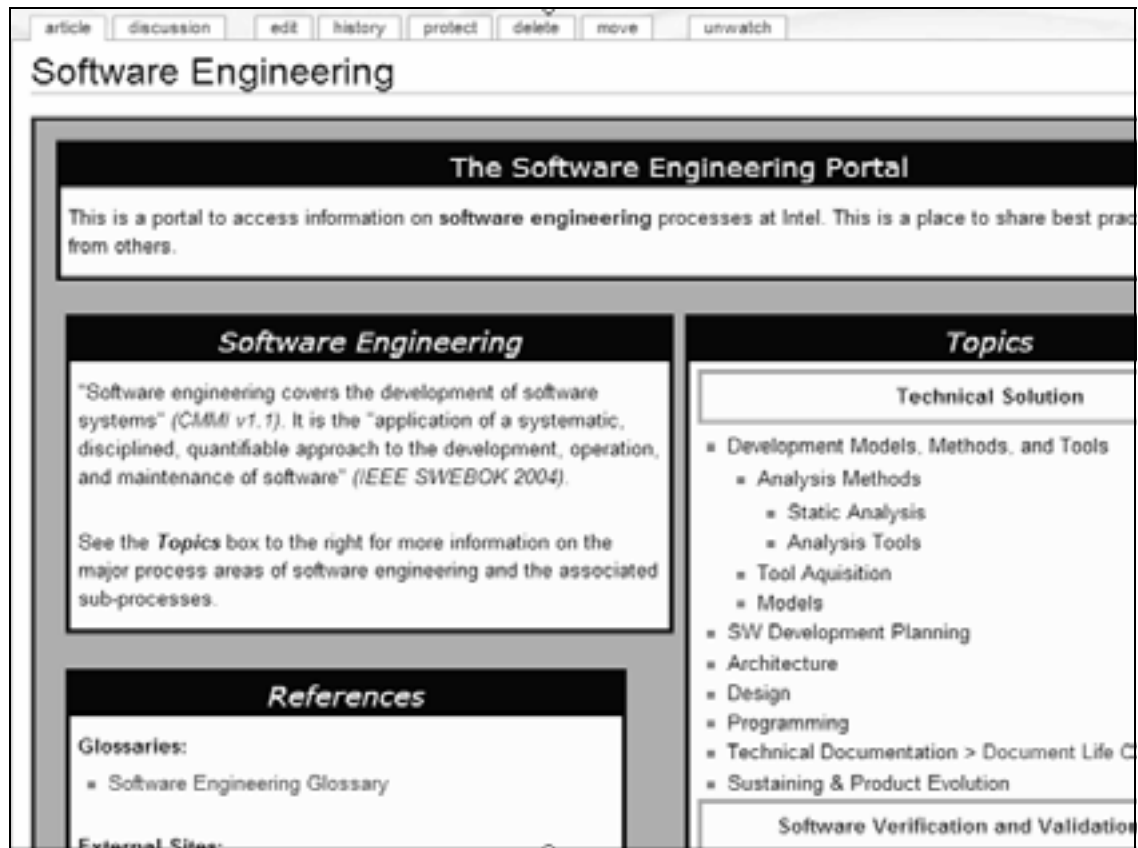 article discussion edit history protect delete move unwatch
Software Engineering
The Software Engineering Portal
This is a portal to access information on software engineering processes at Intel. This is a place to share best prac
from others.
Software Engineering
"Software engineering covers the development of software
systems" (CMMI v1.1). It is the "application of a systematic,
disciplined, quantifiable approach to the development, operation,
and maintenance of software" (IEEE SWEBOK 2004).
See the Topics box to the right for more information on the
major process areas of software engineering and the associated
sub-processes.
References
Glossaries:
Software Engineering Glossary
External Sites:
Topics
Technical Solution
Development Models, Methods, and Tools
Analysis Methods
Static Analysis
Analysis Tools
Tool Aquisition
Models
SW Development Planning
Architecture
Design
Programming
Technical Documentation > Document Life C
Sustaining & Product Evolution
Software Verification and Validation